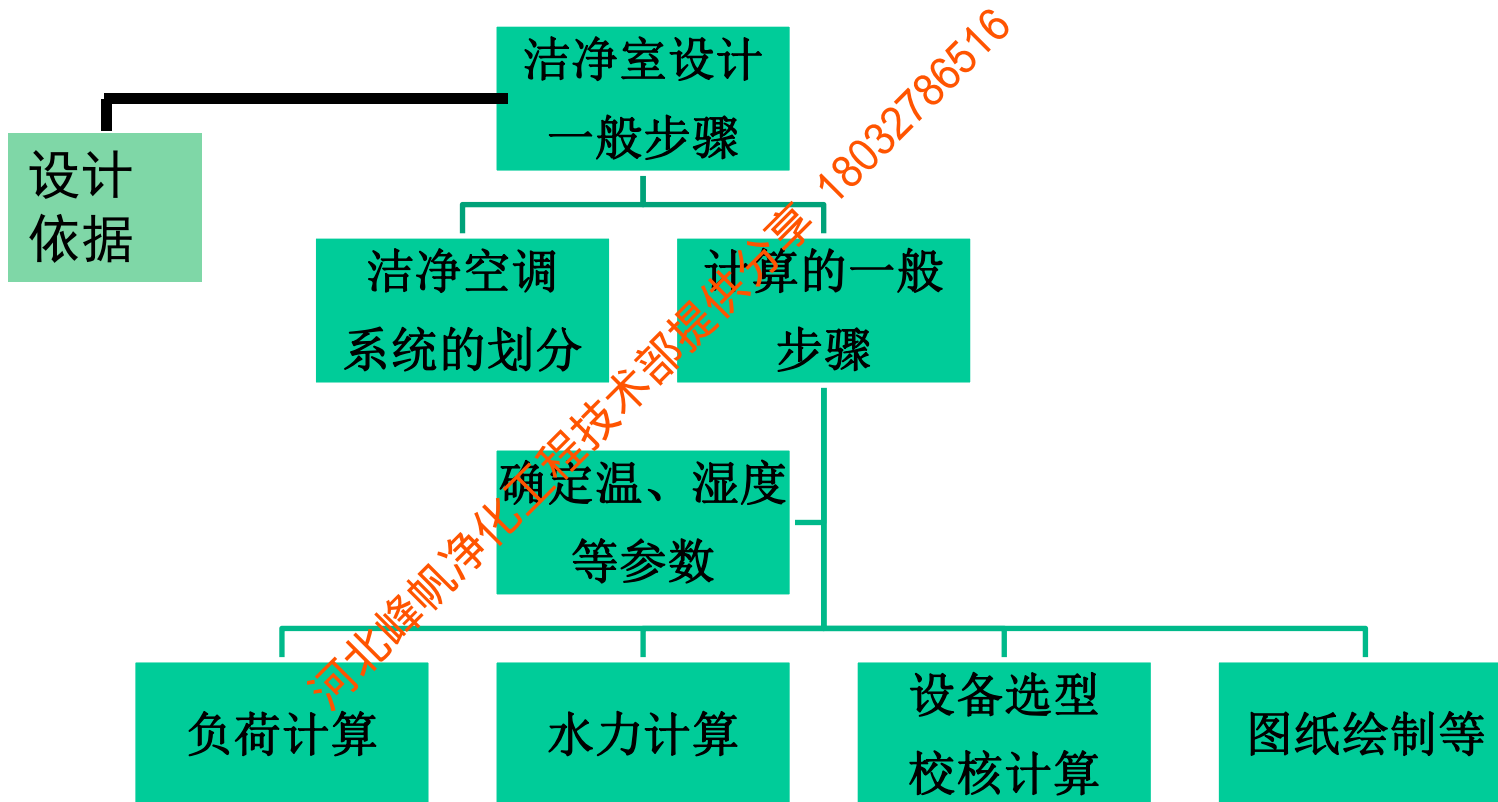 洁净室设计
一般步骤
设计
依据
洁净空调
系统的划分
计算的一般
步骤
确定温、湿度
等参数
负荷计算
水力计算
设备选型
校核计算
图纸绘制等
河北峰帆净化工程技术部提供分享 18032786516